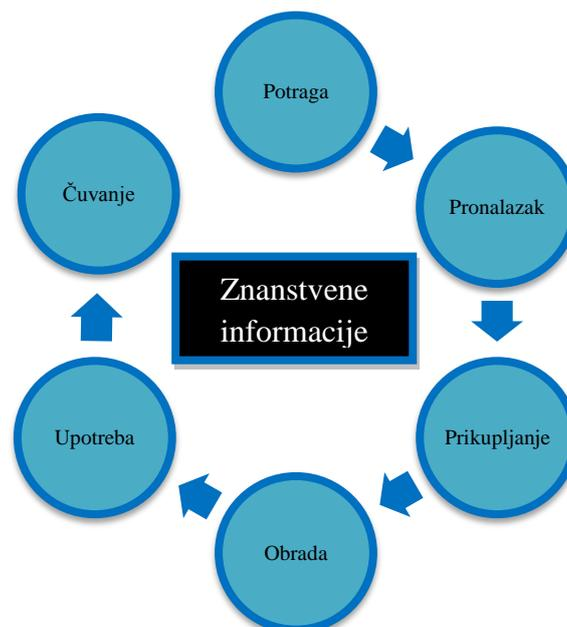 Potraga
Pronalazak
Prikupljanje
Obrada
Upotreba
Čuvanje
Znanstvene
informacije